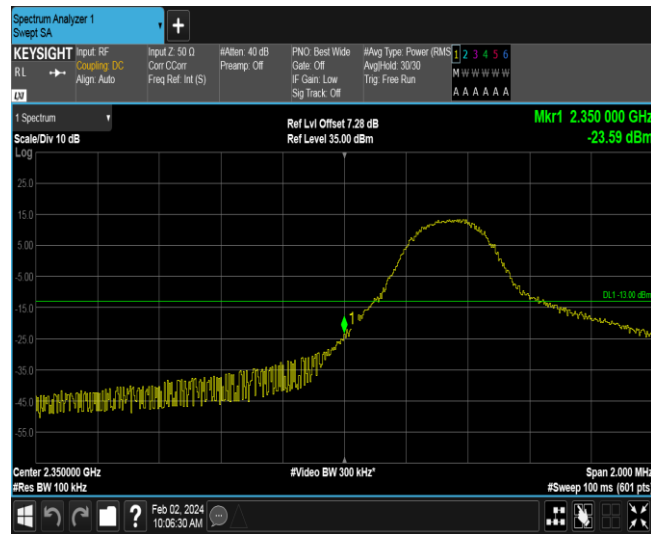 Spectrum Analyzer 1
Swept SA
+
KEYSIGHT
RL
LXI
Input: RF
Coupling: DC
Align: Auto
Input Z: 50 Ω
Corr CCorr
Freq Ref: Int (S)
#Atten: 40 dB
Preamp: Off
PNO: Best Wide
Gate: Off
IF Gain: Low
Sig Track: Off
#Avg Type: Power (RMS
Avg|Hold: 30/30
Trig: Free Run
1 2 3 4 5 6
M W W W W W
A A A A A A
1 Spectrum
Scale/Div 10 dB
Log
Ref Lvl Offset 7.28 dB
Ref Level 35.00 dBm
Mkr1 2.350 000 GHz
-23.59 dBm
25.0
15.0
5.00
-5.00
DL1 -13.00 dBm
-15.0
1
-25.0
-35.0
-45.0
-55.0
Center 2.350000 GHz
#Video BW 300 kHz*
Span 2.000 MHz
#Res BW 100 kHz
#Sweep 100 ms (601 pts
?
Feb 02, 2024
10:06:30 AM